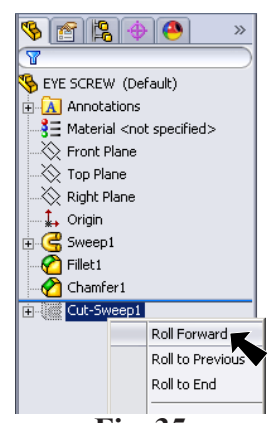 »
EYE SCREW (Default)
A Annotations
Material <not specified>
Front Plane
Top Plane
Right Plane
Origin
Sweep1
Fillet1
Chamfer1
Cut-Sweep1
Roll Forward
Roll to Previous
Roll to End